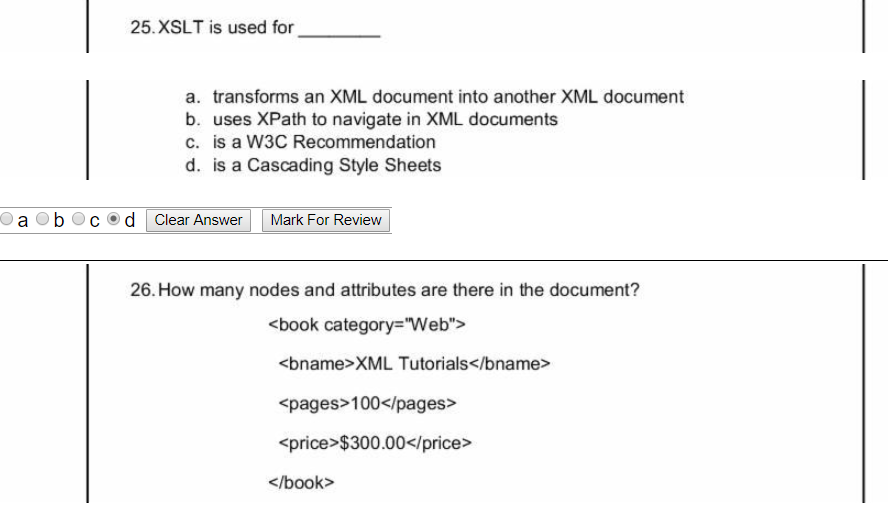 25. XSLT is used for _________
a. transforms an XML document into another XML document
b. uses XPath to navigate in XML documents
c. is a W3C Recommendation
d. is a Cascading Style Sheets
a b c d Clear Answer Mark For Review
26. How many nodes and attributes are there in the document?
<book category="Web">
<bname>XML Tutorials</bname>
<pages>100</pages>
<price>$300.00</price>
</book>